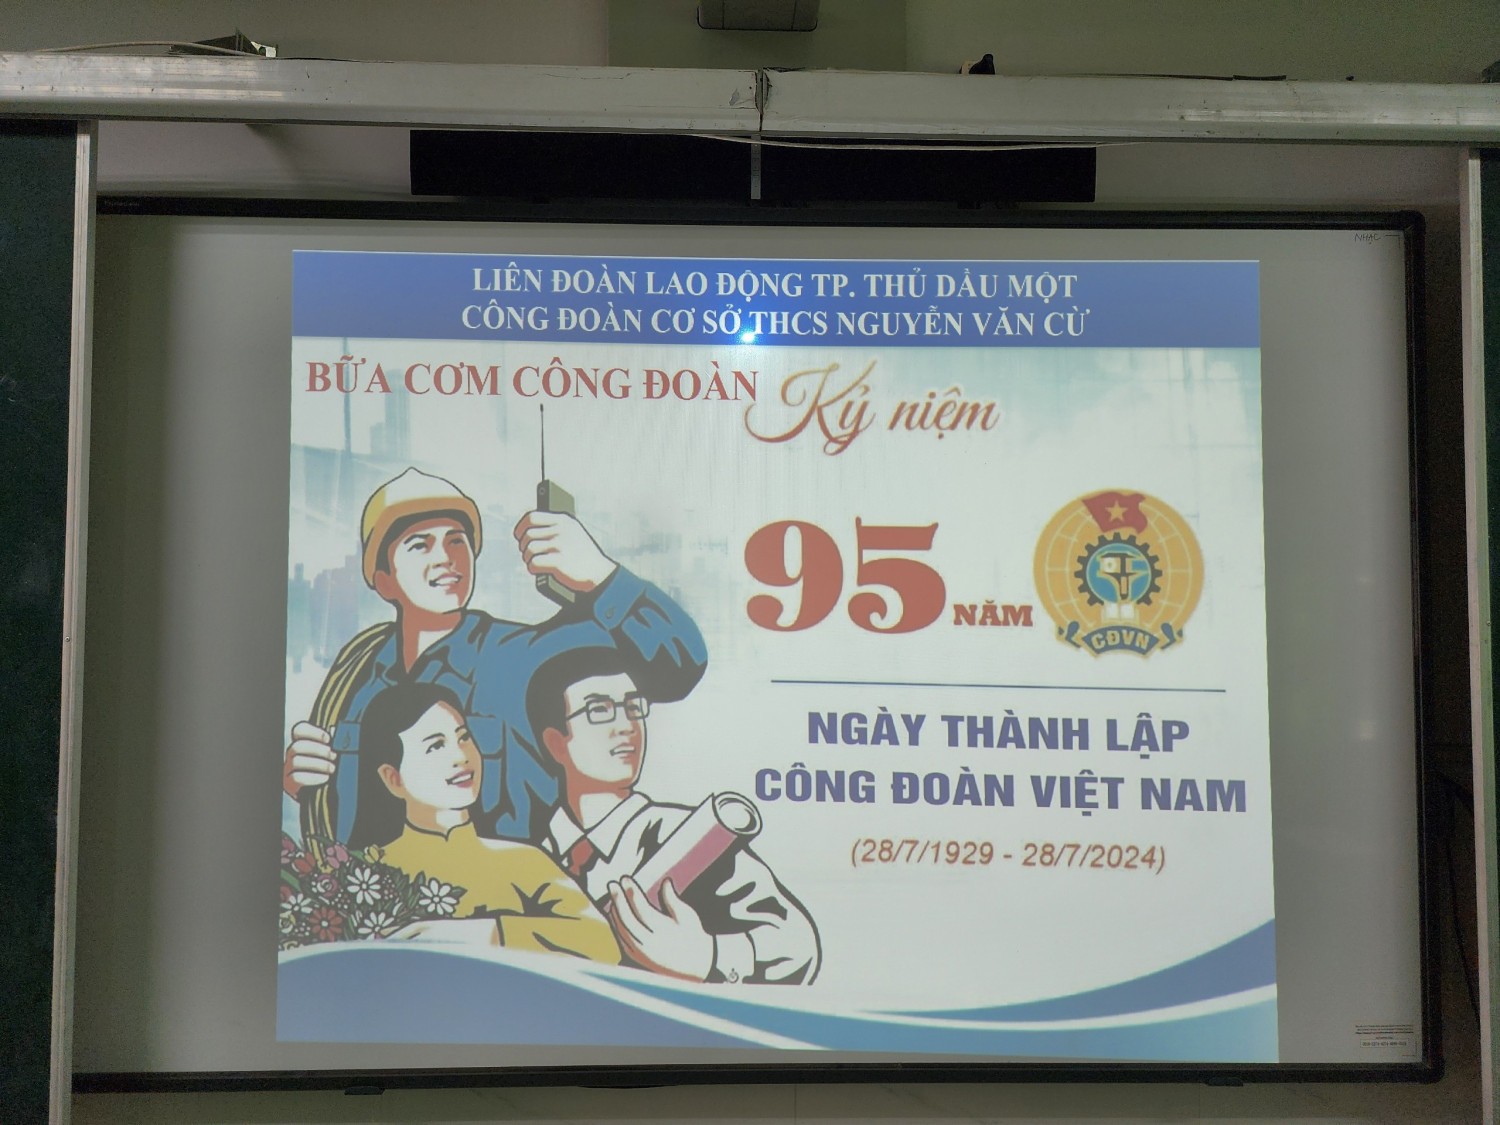 NHẠC
LIÊN ĐOÀN LAO ĐỘNG TP. THỦ DẦU MỘT
CÔNG ĐOÀN CƠ SỞ THCS NGUYỄN VĂN CỪ
BỮA CƠM CÔNG ĐOÀN
Kỷ niệm
95 NĂM
CĐVN
NGÀY THÀNH LẬP
CÔNG ĐOÀN VIỆT NAM
(28/7/1929 - 28/7/2024)